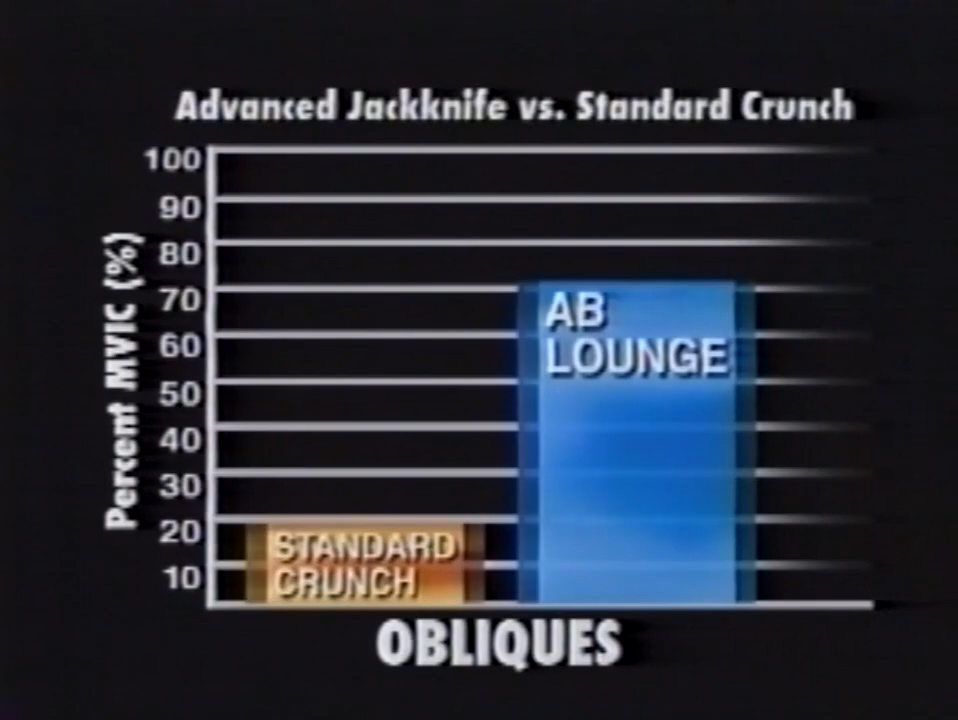 Advanced Jackknife vs. Standard Crunch
Percent MVIC (%)
100
90
80
70
60
50
40
30
20
10
STANDARD
CRUNCH
AB
LOUNGE
OBLIQUES